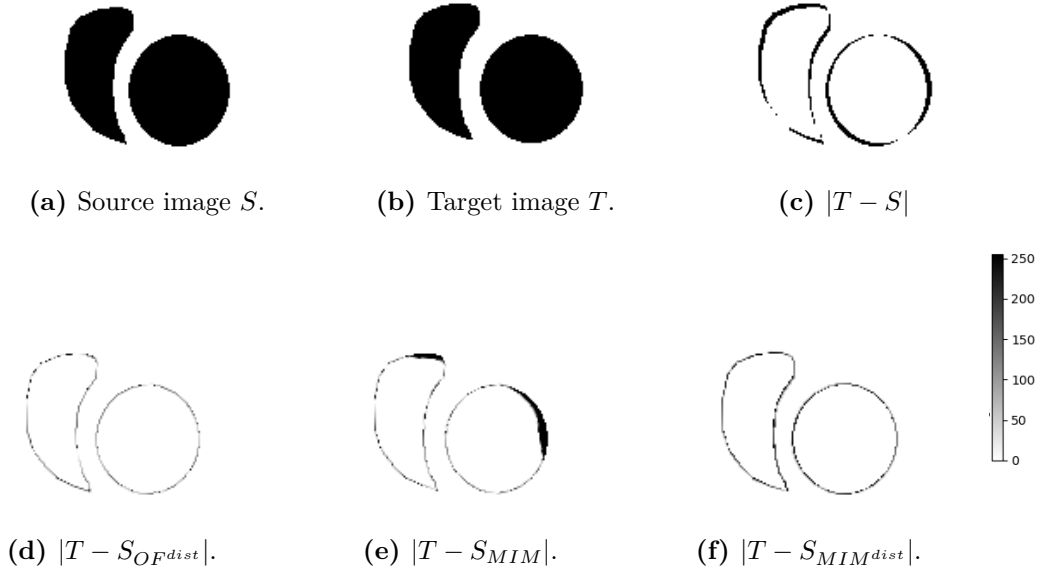 (a) Source image S.
(b) Target image T.
(c) |T − S|
250
200
150
100
50
0
(d) |T − S_{OF^{dist}}|.
(e) |T − S_{MIM}|.
(f) |T − S_{MIM^{dist}}|.